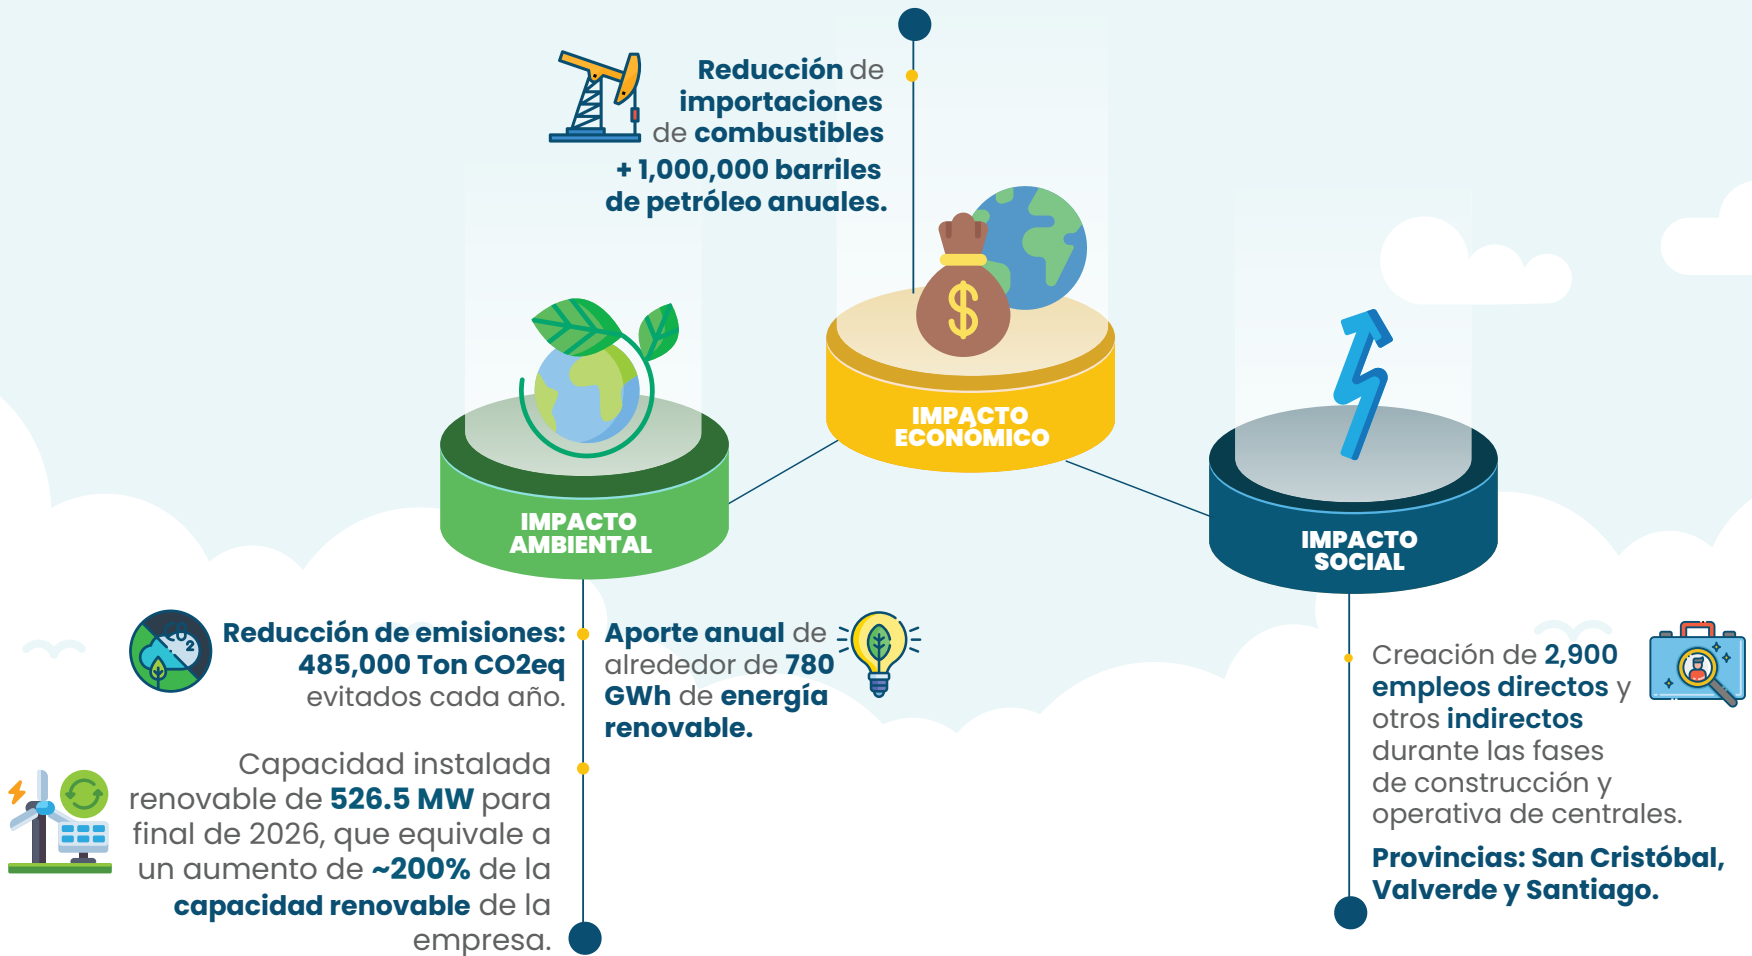 Reducción de
importaciones
de combustibles
+ 1,000,000 barriles
de petróleo anuales.
$
IMPACTO
ECONÓMICO
IMPACTO
AMBIENTAL
IMPACTO
SOCIAL
CO2
Reducción de emisiones:
485,000 Ton CO2eq
evitados cada año.
Aporte anual de
alrededor de 780
GWh de energía
renovable.
Capacidad instalada
renovable de 526.5 MW para
final de 2026, que equivale a
un aumento de ~200% de la
capacidad renovable de la
empresa.
Creación de 2,900
empleos directos y
otros indirectos
durante las fases
de construcción y
operativa de centrales.
Provincias: San Cristóbal,
Valverde y Santiago.